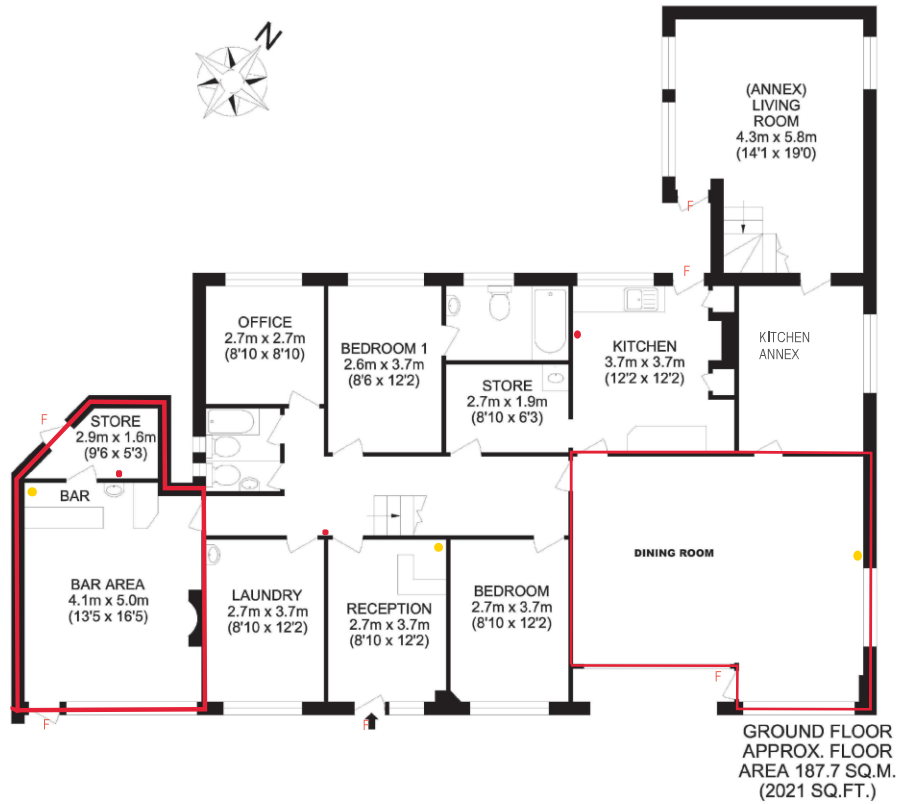 N
(ANNEX)
LIVING
ROOM
4.3m x 5.8m
(14'1 x 19'0)
F
F
OFFICE
2.7m x 2.7m
(8'10 x 8'10)
BEDROOM 1
2.6m x 3.7m
(8'6 x 12'2)
KITCHEN
3.7m x 3.7m
(12'2 x 12'2)
KITCHEN
ANNEX
STORE
2.7m x 1.9m
(8'10 x 6'3)
F
STORE
2.9m x 1.6m
(9'6 x 5'3)
BAR
BAR AREA
4.1m x 5.0m
(13'5 x 16'5)
LAUNDRY
2.7m x 3.7m
(8'10 x 12'2)
RECEPTION
2.7m x 3.7m
(8'10 x 12'2)
BEDROOM
2.7m x 3.7m
(8'10 x 12'2)
DINING ROOM
F
F
F
GROUND FLOOR
APPROX. FLOOR
AREA 187.7 SQ.M.
(2021 SQ.FT.)